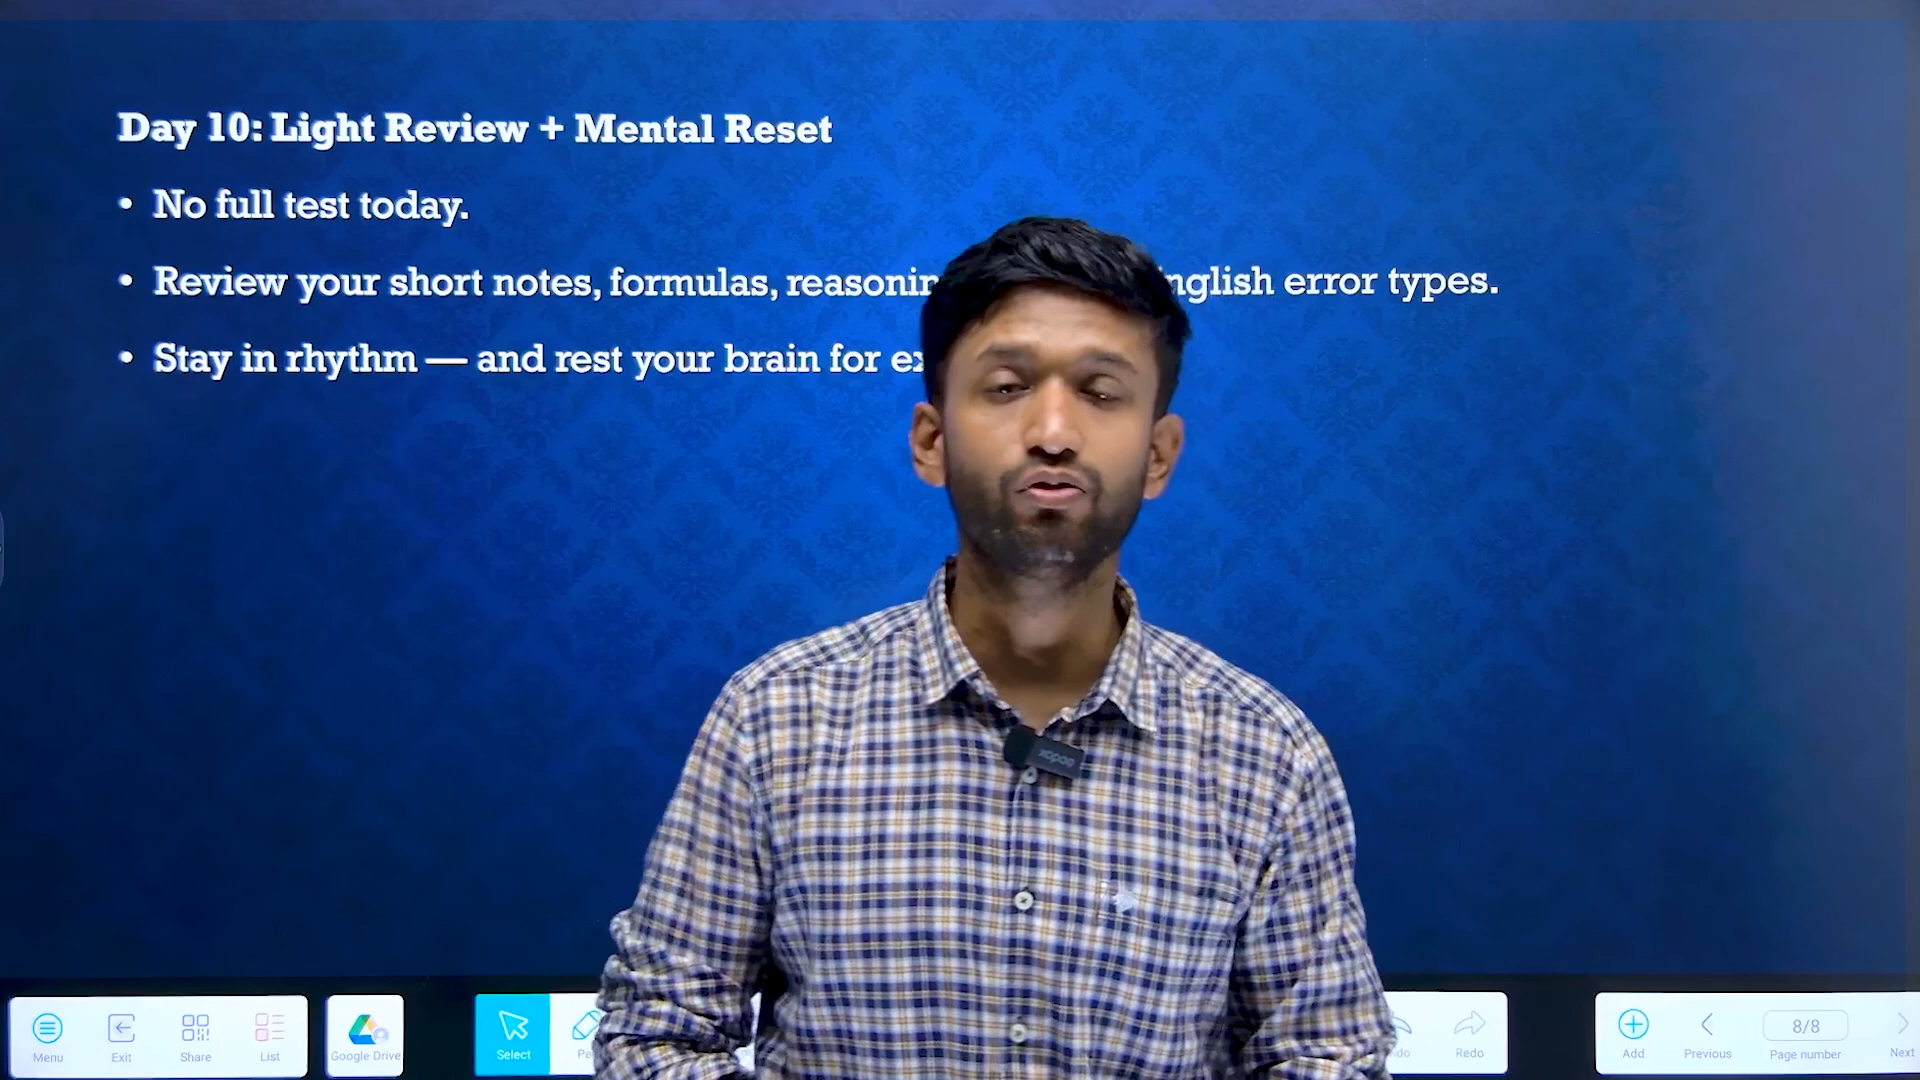 Day 10: Light Review + Mental Reset
• No full test today.
• Review your short notes, formulas, nglish error types.
• Stay in rhythm — and rest your brain for
Menu
Exit
Share
List
Google Drive
Select
Redo
Add
Previous
8/8
Page number
Next